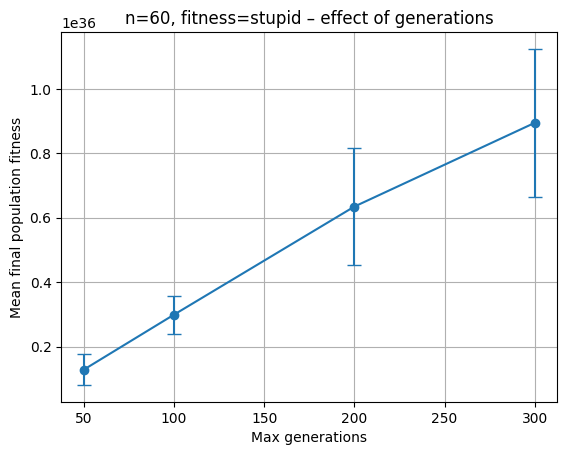 n=60, fitness=stupid – effect of generations
1e36
Mean final population fitness
1.0
0.8
0.6
0.4
0.2
50 100 150 200 250 300
Max generations